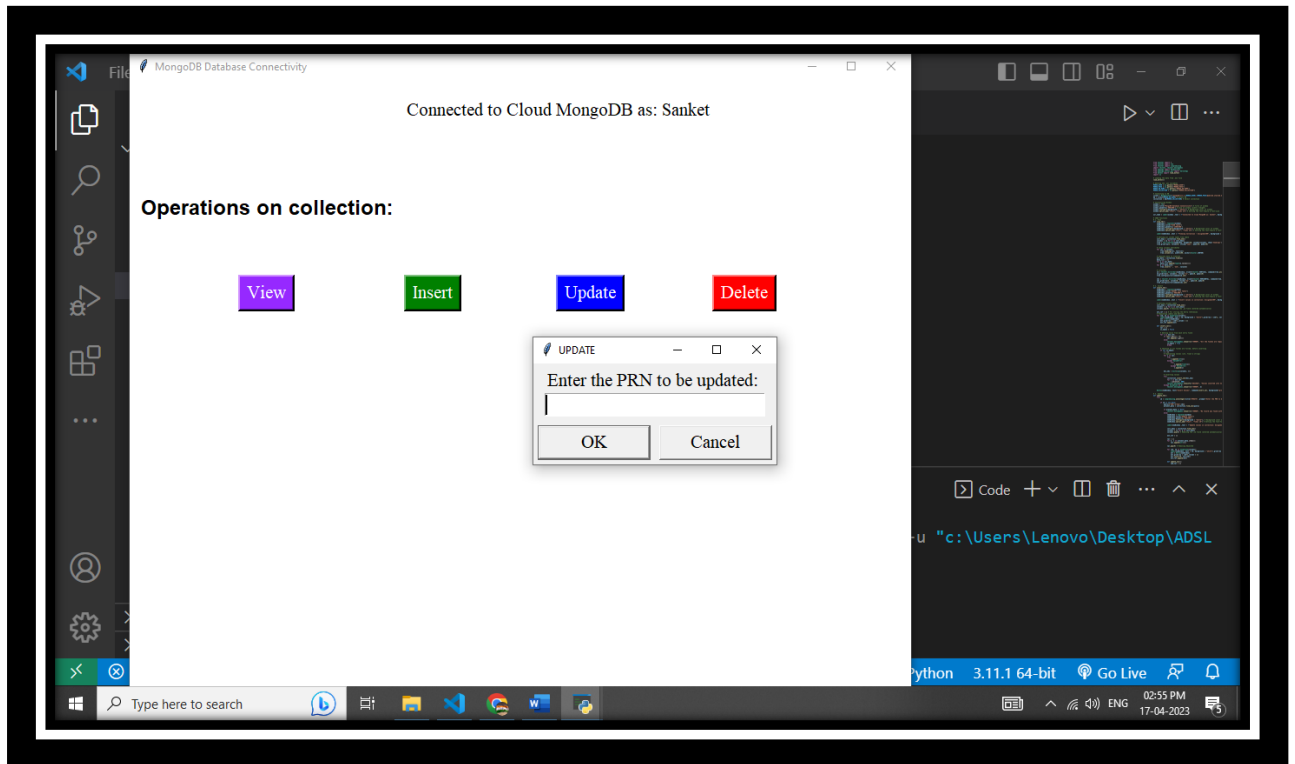 File
MongoDB Database Connectivity
Connected to Cloud MongoDB as: Sanket
Operations on collection:
View Insert Update Delete
UPDATE
Enter the PRN to be updated:
OK Cancel
Code
-u "c:\Users\Lenovo\Desktop\ADSL
Python 3.11.1 64-bit Go Live
Type here to search
ENG
02:55 PM
17-04-2023
5